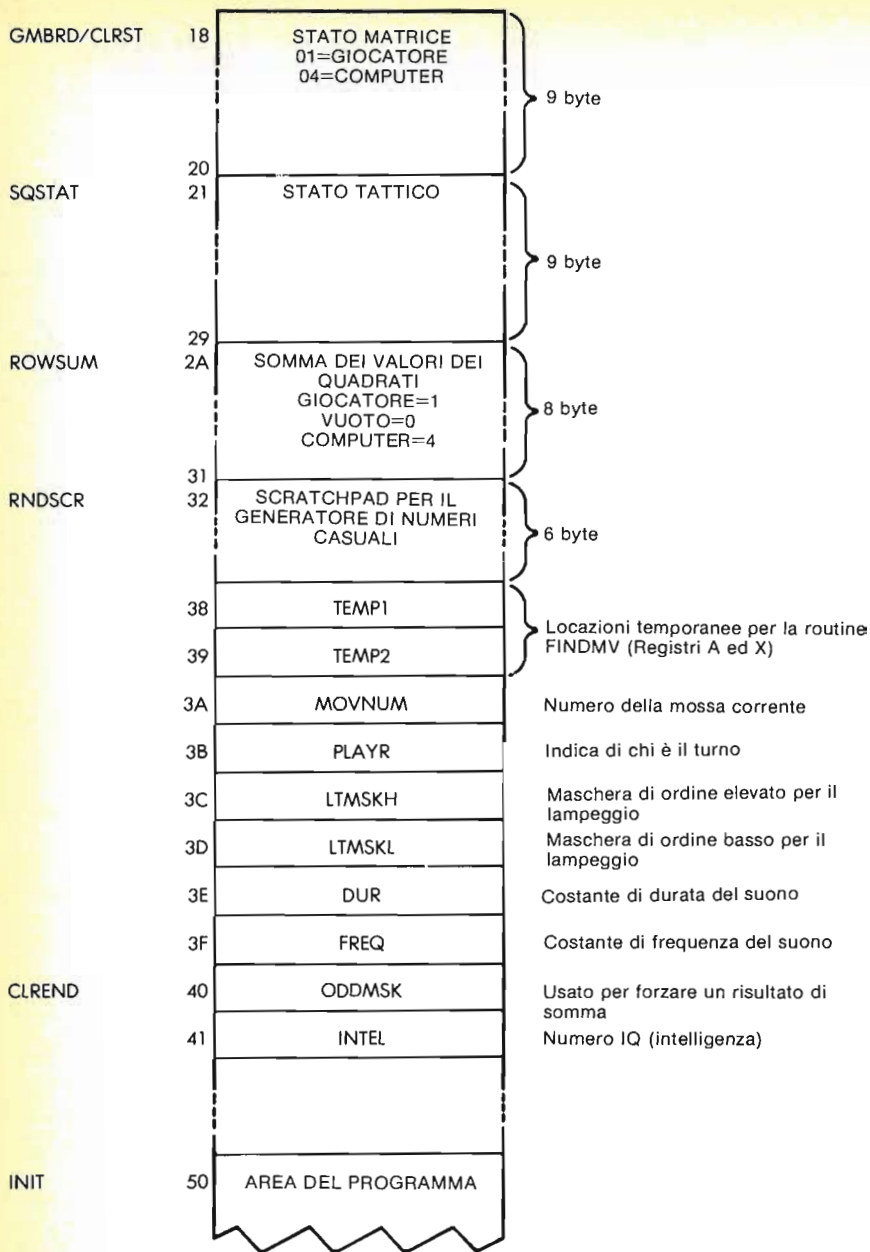 GMBRD/CLRST 18 STATO MATRICE
01=GIOCATORE
04=COMPUTER
9 byte
20
SQSTAT 21 STATO TATTICO
9 byte
29
ROWSUM 2A SOMMA DEI VALORI DEI
QUADRATI
GIOCATORE=1
VUOTO=0
COMPUTER=4
8 byte
31
RNDSCR 32 SCRATCHPAD PER IL
GENERATORE DI NUMERI
CASUALI
6 byte
38 TEMP1
Locazioni temporanee per la routine
FINDMV (Registri A ed X)
39 TEMP2
3A MOVNUM Numero della mossa corrente
3B PLAYR Indica di chi è il turno
3C LTMSKH Maschera di ordine elevato per il
lampeggio
3D LTMSKL Maschera di ordine basso per il
lampeggio
3E DUR Costante di durata del suono
3F FREQ Costante di frequenza del suono
CLREND 40 ODDMSK Usato per forzare un risultato di
somma
41 INTEL Numero IQ (intelligenza)
INIT 50 AREA DEL PROGRAMMA